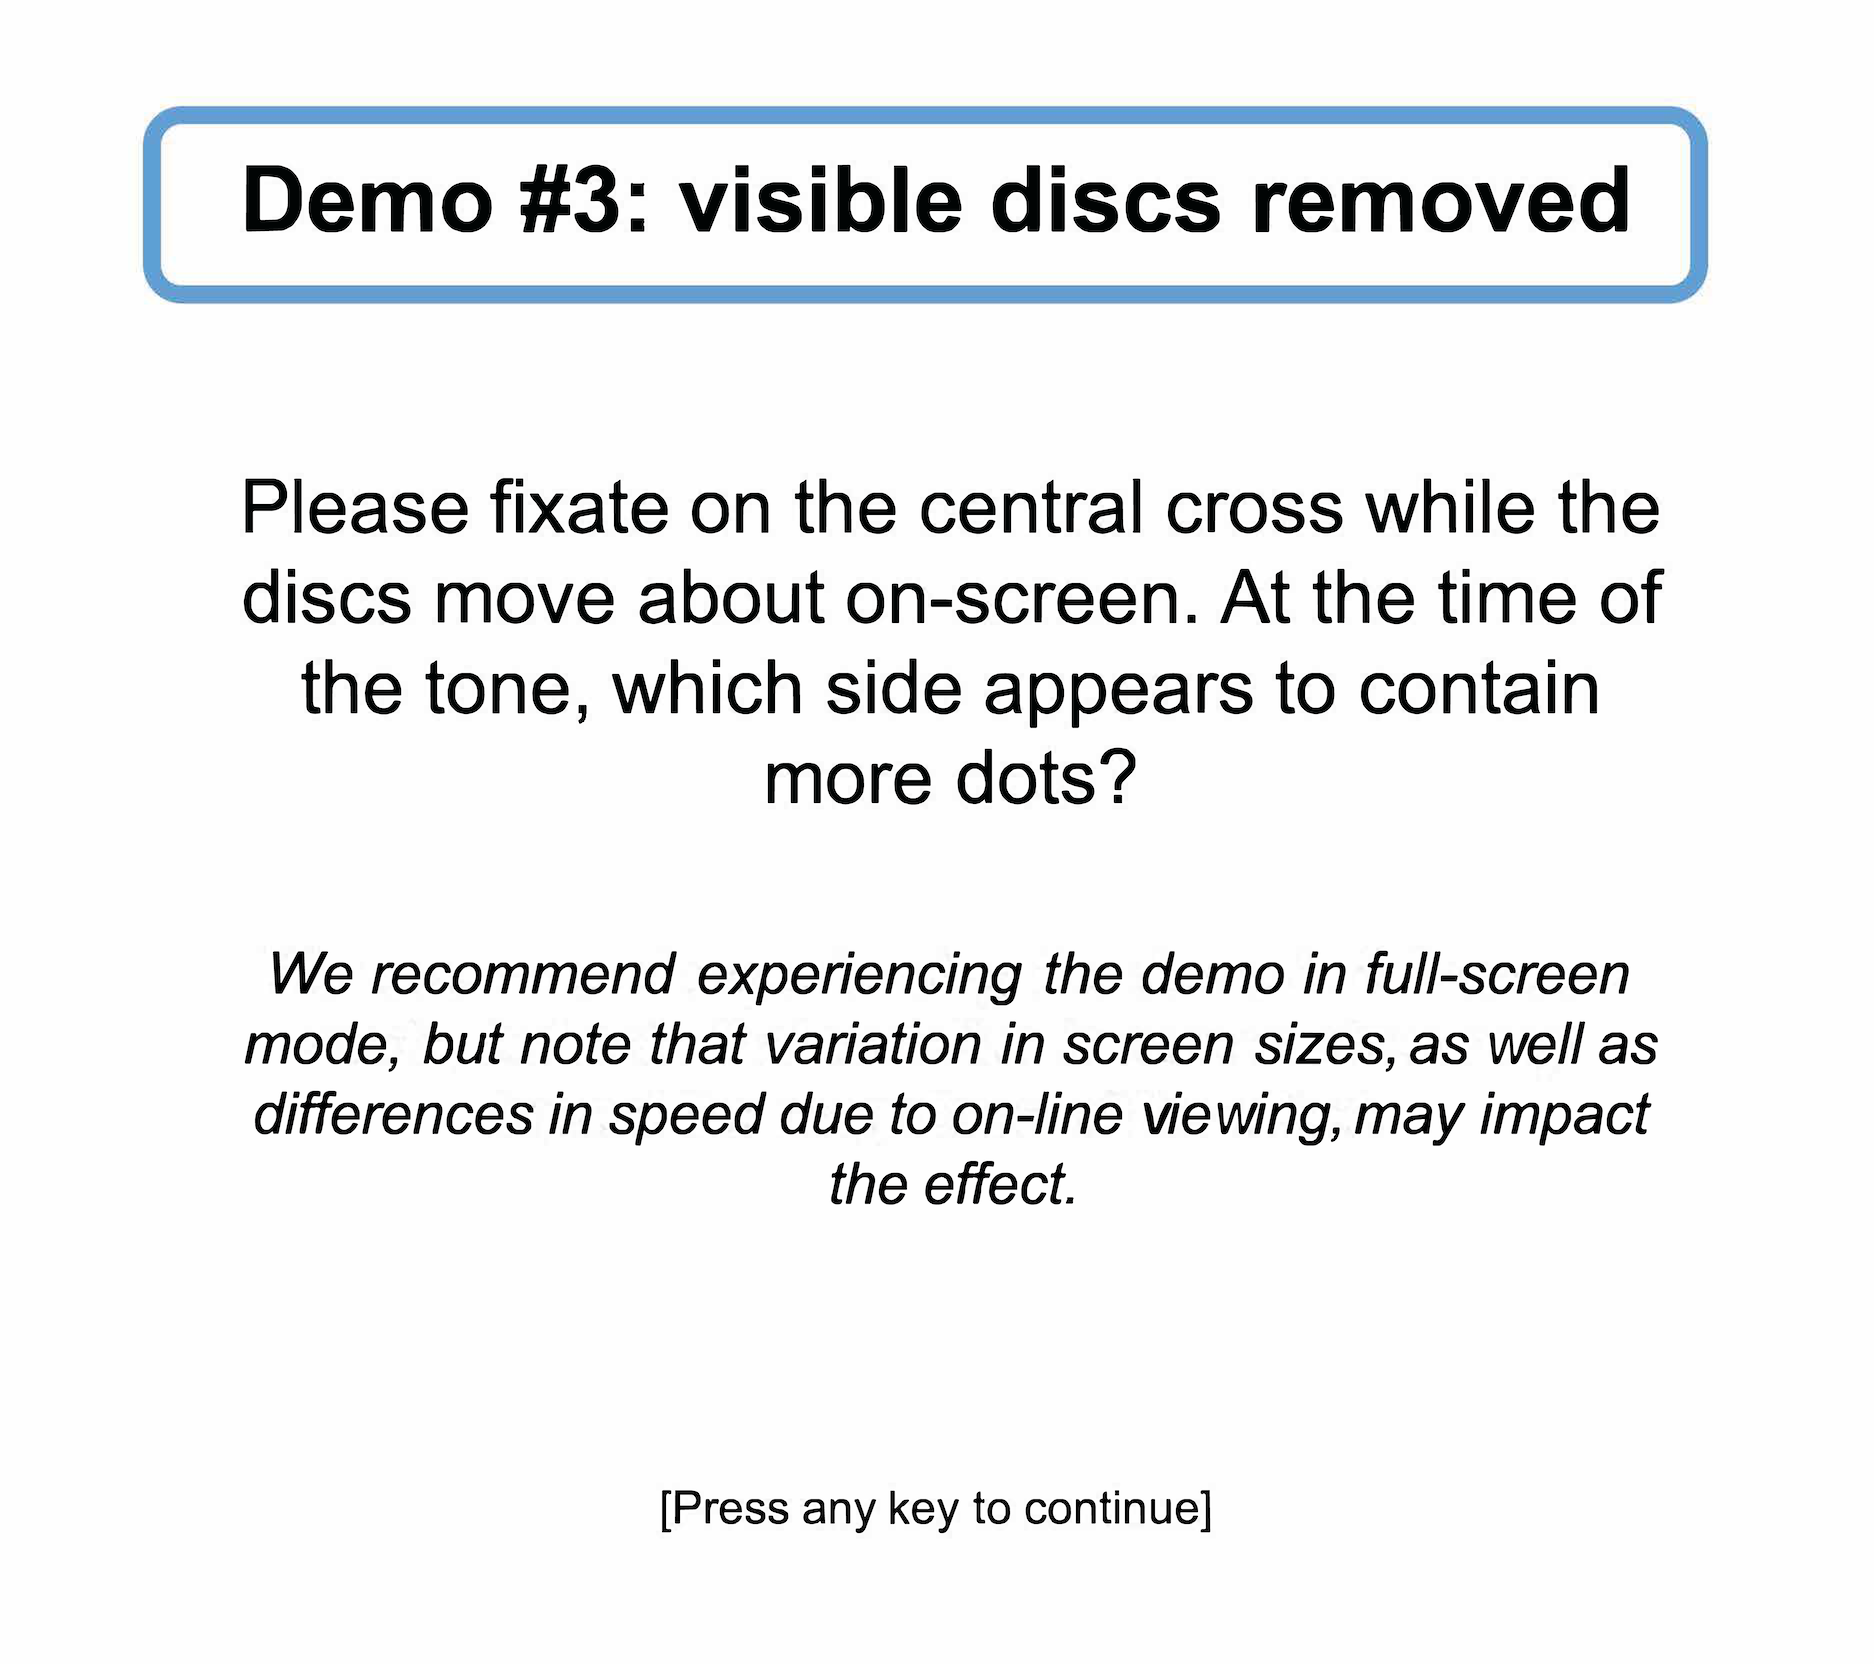 Demo #3: visible discs removed
Please fixate on the central cross while the
discs move about on-screen. At the time of
the tone, which side appears to contain
more dots?
We recommend experiencing the demo in full-screen
mode, but note that variation in screen sizes, as well as
differences in speed due to on-line viewing, may impact
the effect.
[Press any key to continue]